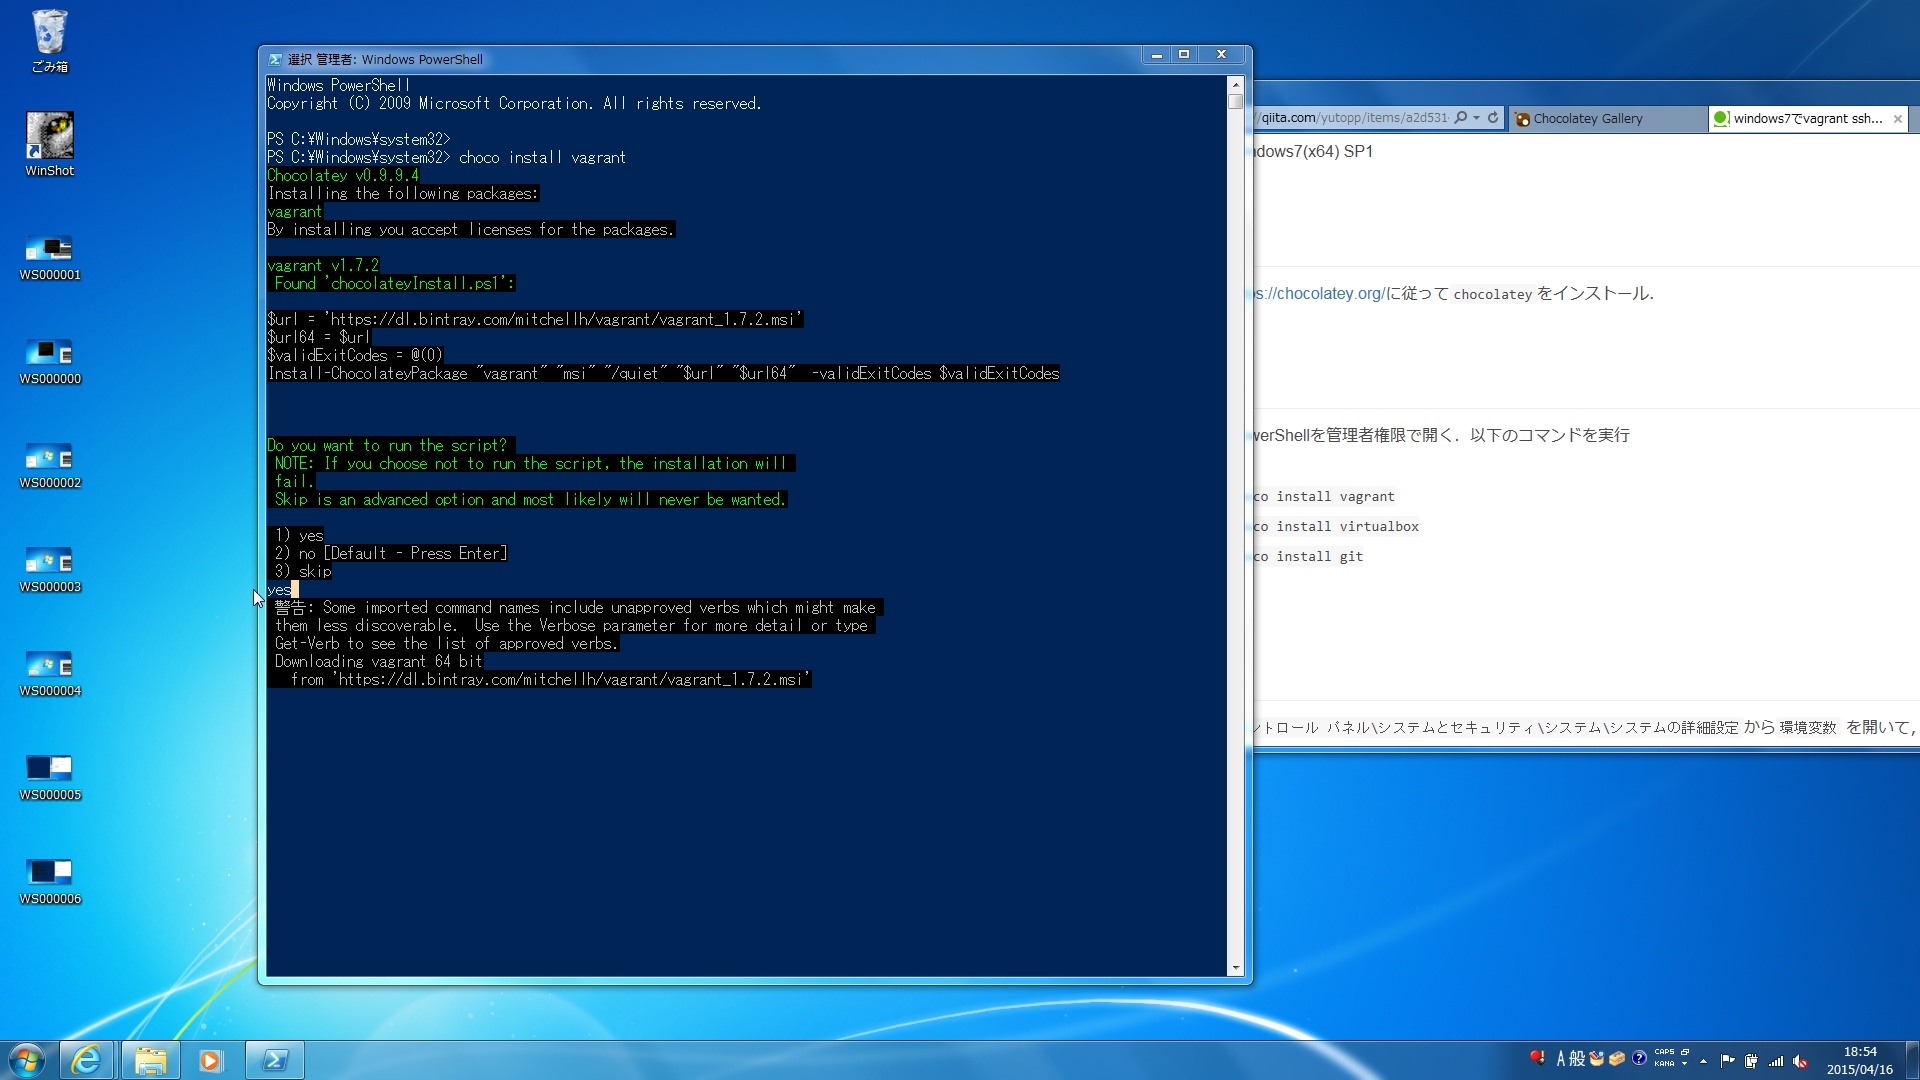 ごみ箱
WinShot
WS000001
WS000000
WS000002
WS000003
WS000004
WS000005
WS000006
選択 管理者: Windows PowerShell
Windows PowerShell
Copyright (C) 2009 Microsoft Corporation. All rights reserved.
PS C:¥Windows¥system32>
PS C:¥Windows¥system32> choco install vagrant
Chocolatey v0.9.9.4
Installing the following packages:
vagrant
By installing you accept licenses for the packages.
vagrant v1.7.2
Found 'chocolateyInstall.ps1':
$url = 'https://dl.bintray.com/mitchellh/vagrant/vagrant_1.7.2.msi'
$url64 = $url
$validExitCodes = @(0)
Install-ChocolateyPackage "vagrant" "msi" "/quiet" "$url" "$url64"  -validExitCodes $validExitCodes
Do you want to run the script?
NOTE: If you choose not to run the script, the installation will
fail.
Skip is an advanced option and most likely will never be wanted.
1) yes
2) no [Default - Press Enter]
3) skip
yes
警告: Some imported command names include unapproved verbs which might make
them less discoverable.  Use the Verbose parameter for more detail or type
Get-Verb to see the list of approved verbs.
Downloading vagrant 64 bit
from 'https://dl.bintray.com/mitchellh/vagrant/vagrant_1.7.2.msi'
/qiita.com/yutopp/items/a2d531
Chocolatey Gallery
windows7でvagrant ssh...
dows7(x64) SP1
s://chocolatey.org/に従って chocolatey をインストール.
werShellを管理者権限で開く. 以下のコマンドを実行
co install vagrant
co install virtualbox
co install git
ントロール パネル\システムとセキュリティ\システム\システムの詳細設定 から 環境変数 を開いて,
A 般
CAPS
KANA
18:54
2015/04/16